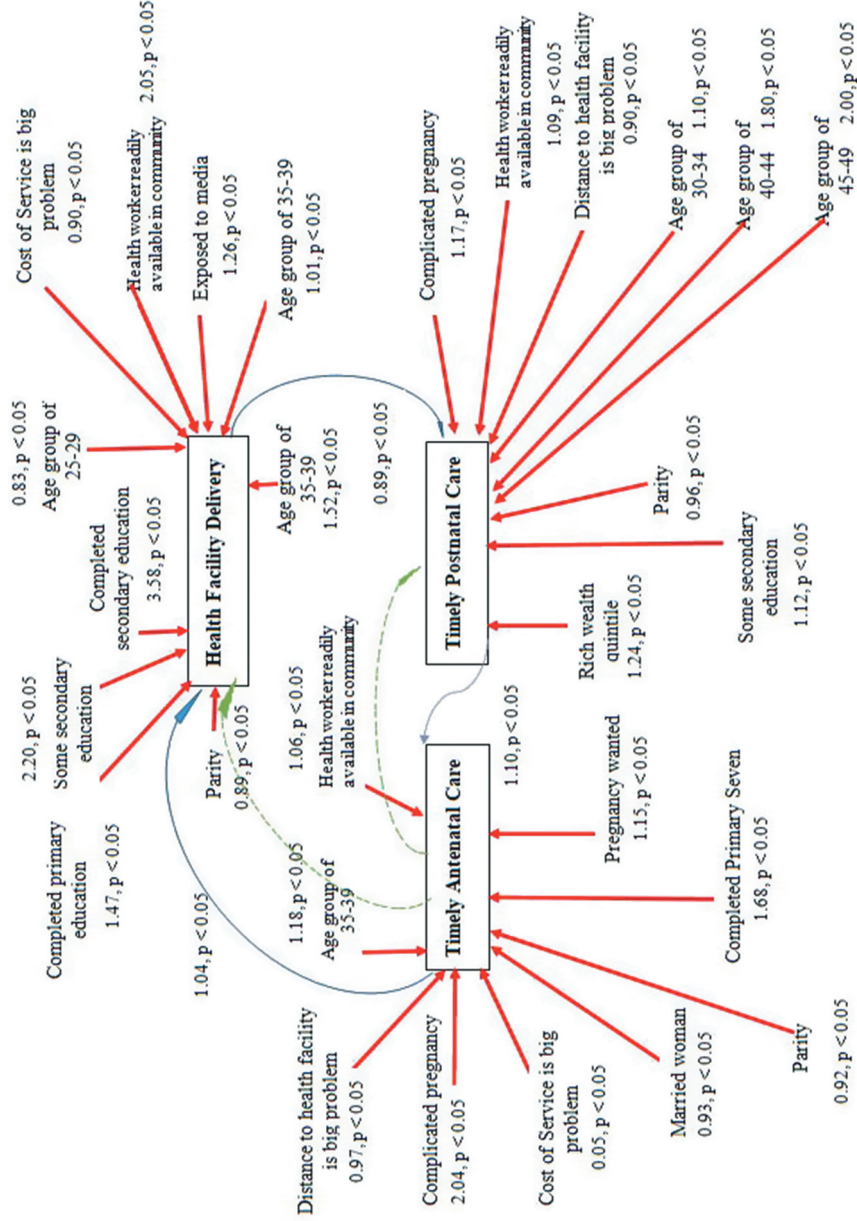 Cost of Service is big
problem
0.90, p < 0.05
0.83, p < 0.05
Age group of
25-29
Completed
secondary education
3.58, p < 0.05
2.20, p < 0.05
Some secondary
education
Completed primary
education
1.47, p < 0.05
Health worker readily
available in community
2.05, p < 0.05
Exposed to media
1.26, p < 0.05
Age group of 35-39
1.01, p < 0.05
Health Facility Delivery
Age group of
35-39
1.52, p < 0.05
Parity
0.89, p < 0.05
1.04, p < 0.05
0.89, p < 0.05
1.18, p < 0.05
Age group of
35-39
1.06, p < 0.05
Health worker readily
available in community
Distance to health facility
is big problem
0.97, p < 0.05
Complicated pregnancy
2.04, p < 0.05
Cost of Service is big
problem
0.05, p < 0.05
Married woman
0.93, p < 0.05
Parity
0.92, p < 0.05
Timely Antenatal Care
1.10, p < 0.05
Pregnancy wanted
1.15, p < 0.05
Completed Primary Seven
1.68, p < 0.05
Timely Postnatal Care
Rich wealth
quintile
1.24, p < 0.05
Some secondary
education
1.12, p < 0.05
Parity
0.96, p < 0.05
Complicated pregnancy
1.17, p < 0.05
Health worker readily
available in community
1.09, p < 0.05
Distance to health facility
is big problem
0.90, p < 0.05
Age group of
30-34 1.10, p < 0.05
Age group of
40-44 1.80, p < 0.05
Age group of
45-49 2.00, p < 0.05